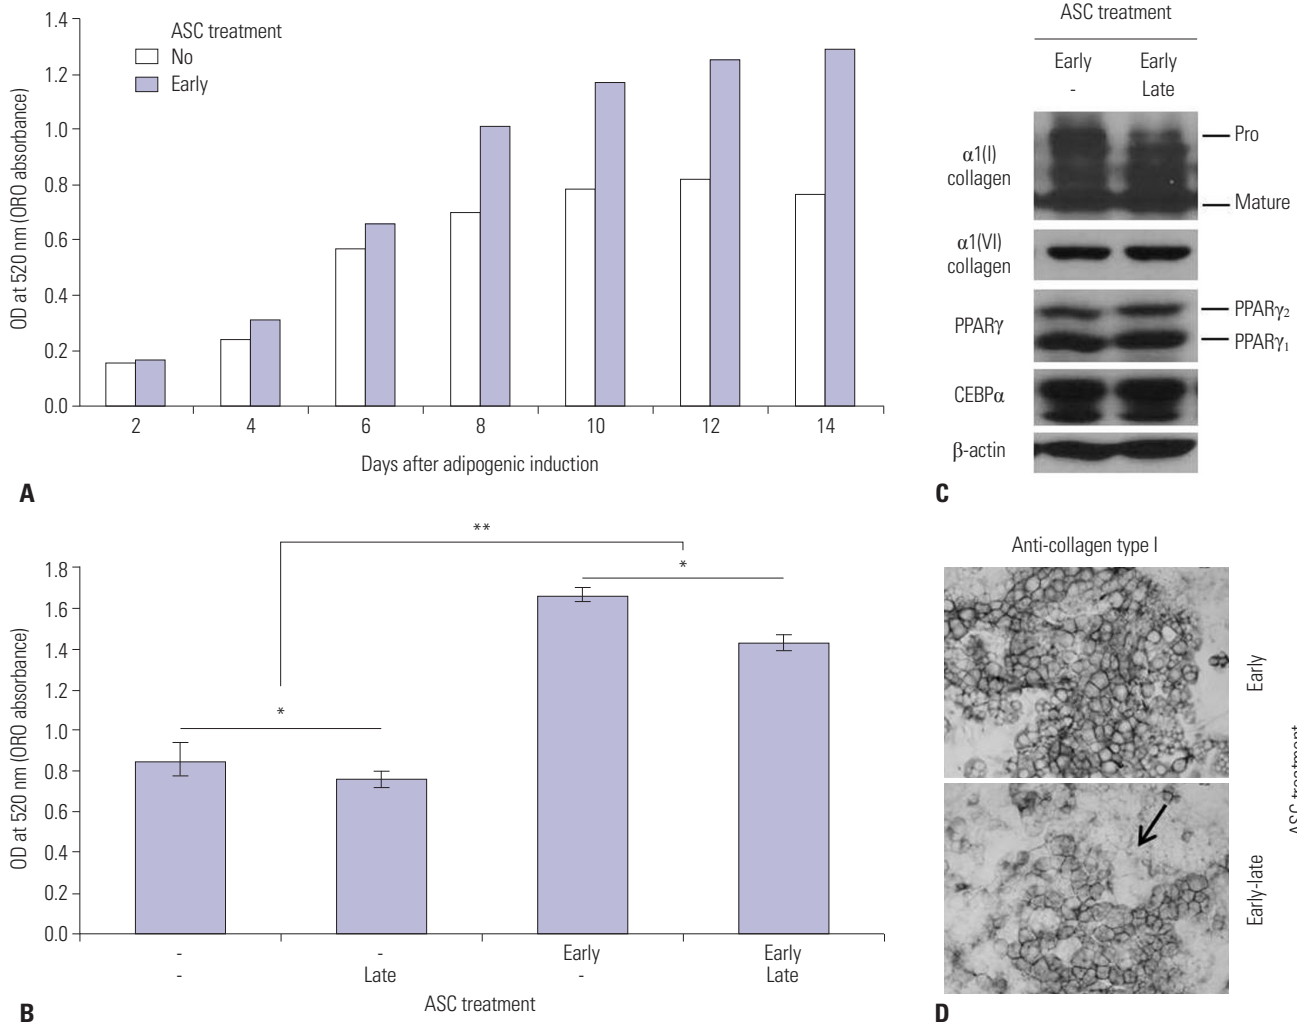 1.4
1.2
1.0
0.8
0.6
0.4
0.2
0.0
OD at 520 nm (ORO absorbance)
ASC treatment
No
Early
2 4 6 8 10 12 14
Days after adipogenic induction
A
ASC treatment
Early Early
- Late
α1(I)
collagen
Pro
Mature
α1(VI)
collagen
PPARγ
PPARγ₂
PPARγ₁
CEBPα
β-actin
C
1.8
1.6
1.4
1.2
1.0
0.8
0.6
0.4
0.2
0.0
OD at 520 nm (ORO absorbance)
**
*
*
- - Early Early
- Late - Late
ASC treatment
B
Anti-collagen type I
Early
Early-late
ASC treatment
D